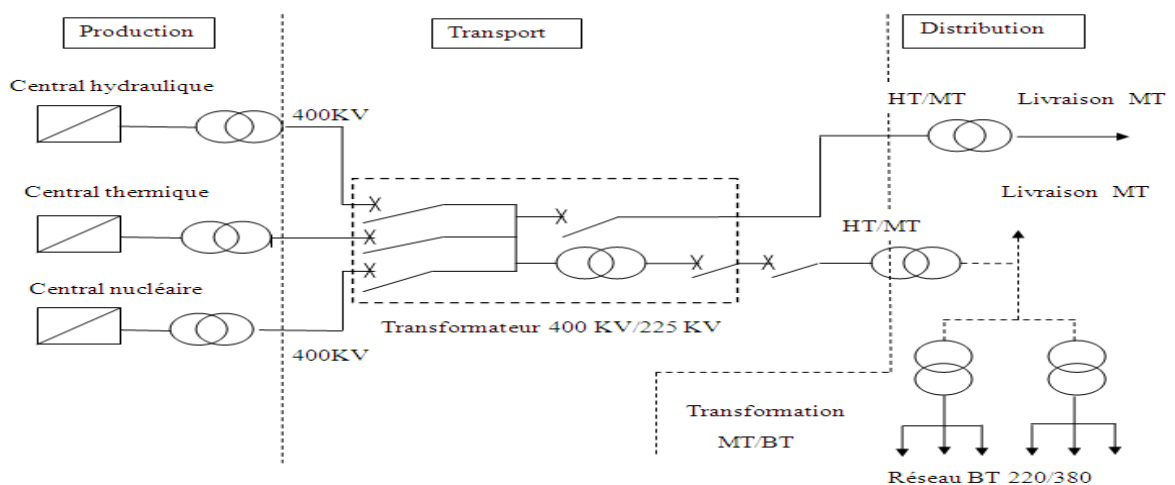 Production
Transport
Distribution
Central hydraulique
400KV
HT/MT
Livraison MT
Central thermique
Livraison MT
HT/MT
Central nucléaire
Transformateur 400 KV/225 KV
400KV
Transformation
MT/BT
Réseau BT 220/380